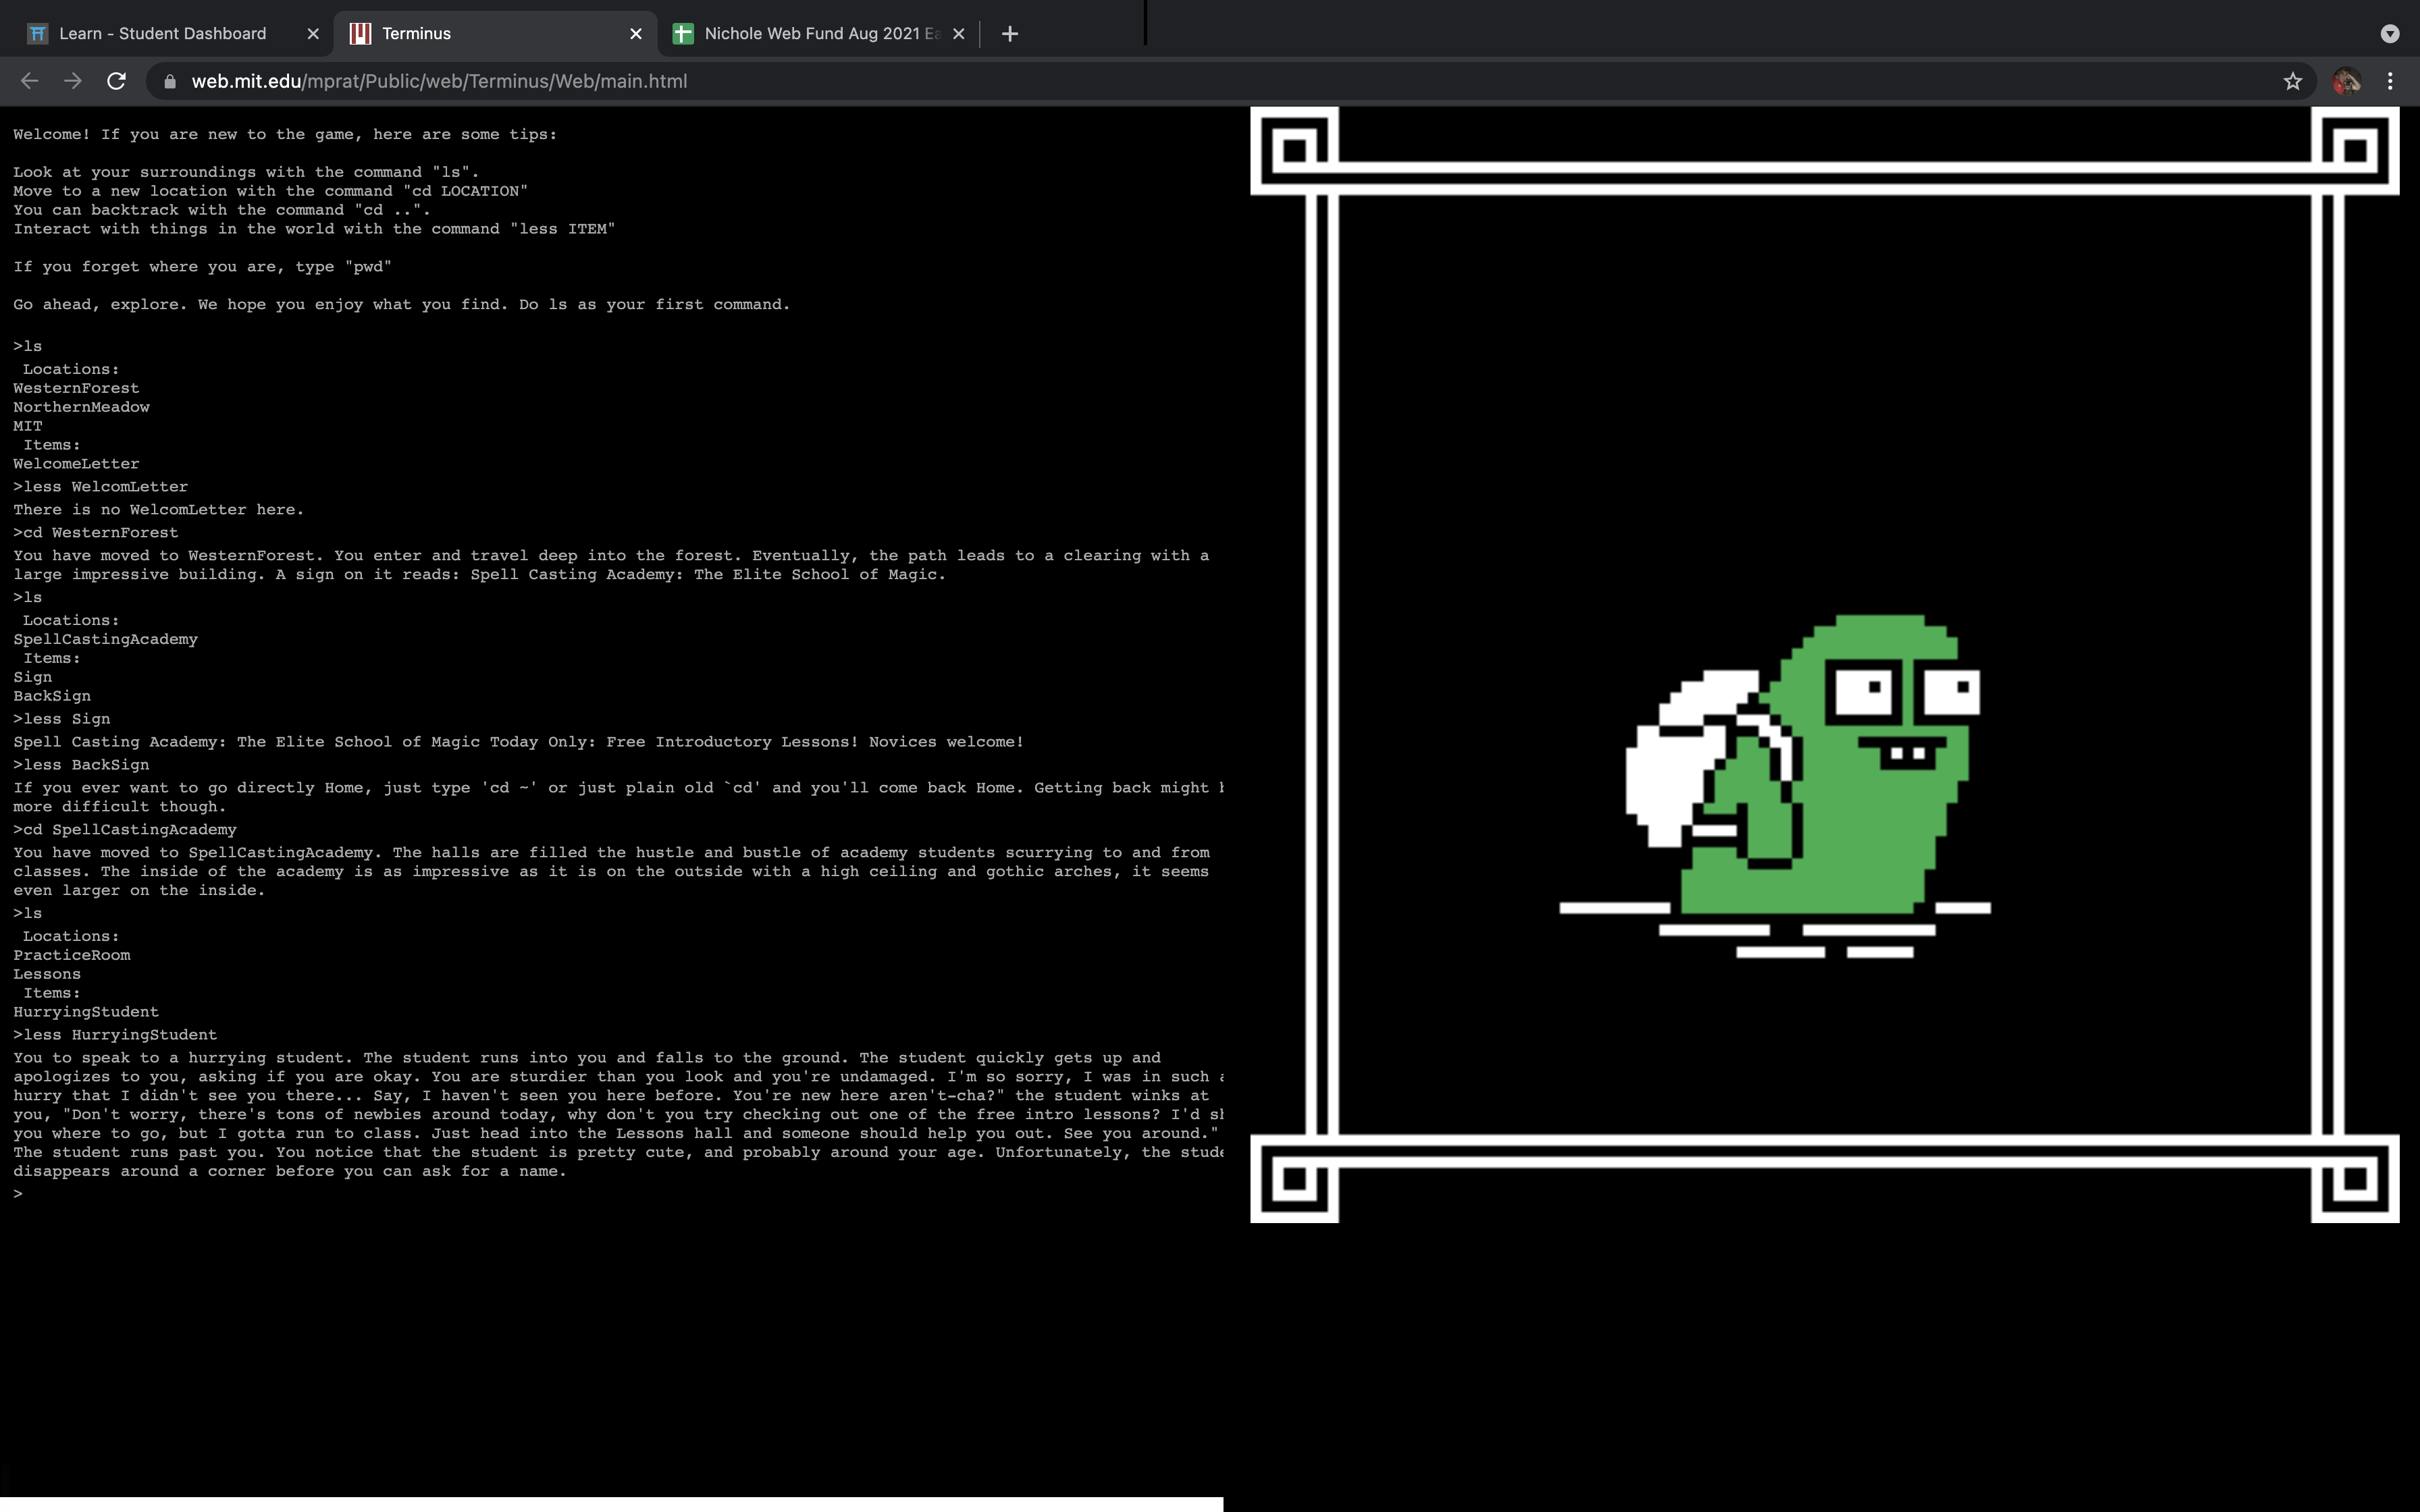 Learn - Student Dashboard
Terminus
Nichole Web Fund Aug 2021
web.mit.edu/mprat/Public/web/Terminus/Web/main.html
Welcome! If you are new to the game, here are some tips:
Look at your surroundings with the command "ls".
Move to a new location with the command "cd LOCATION"
You can backtrack with the command "cd ..".
Interact with things in the world with the command "less ITEM"
If you forget where you are, type "pwd"
Go ahead, explore. We hope you enjoy what you find. Do ls as your first command.
>ls
Locations:
WesternForest
NorthernMeadow
MIT
Items:
WelcomeLetter
>less WelcomLetter
There is no WelcomLetter here.
>cd WesternForest
You have moved to WesternForest. You enter and travel deep into the forest. Eventually, the path leads to a clearing with a
large impressive building. A sign on it reads: Spell Casting Academy: The Elite School of Magic.
>ls
Locations:
SpellCastingAcademy
Items:
Sign
BackSign
>less Sign
Spell Casting Academy: The Elite School of Magic Today Only: Free Introductory Lessons! Novices welcome!
>less BackSign
If you ever want to go directly Home, just type 'cd ~' or just plain old `cd' and you'll come back Home. Getting back might
more difficult though.
>cd SpellCastingAcademy
You have moved to SpellCastingAcademy. The halls are filled the hustle and bustle of academy students scurrying to and from
classes. The inside of the academy is as impressive as it is on the outside with a high ceiling and gothic arches, it seems
even larger on the inside.
>ls
Locations:
PracticeRoom
Lessons
Items:
HurryingStudent
>less HurryingStudent
You to speak to a hurrying student. The student runs into you and falls to the ground. The student quickly gets up and
apologizes to you, asking if you are okay. You are sturdier than you look and you're undamaged. I'm so sorry, I was in such a
hurry that I didn't see you there... Say, I haven't seen you here before. You're new here aren't-cha?" the student winks at
you, "Don't worry, there's tons of newbies around today, why don't you try checking out one of the free intro lessons? I'd
you where to go, but I gotta run to class. Just head into the Lessons hall and someone should help you out. See you around."
The student runs past you. You notice that the student is pretty cute, and probably around your age. Unfortunately, the
disappears around a corner before you can ask for a name.
>